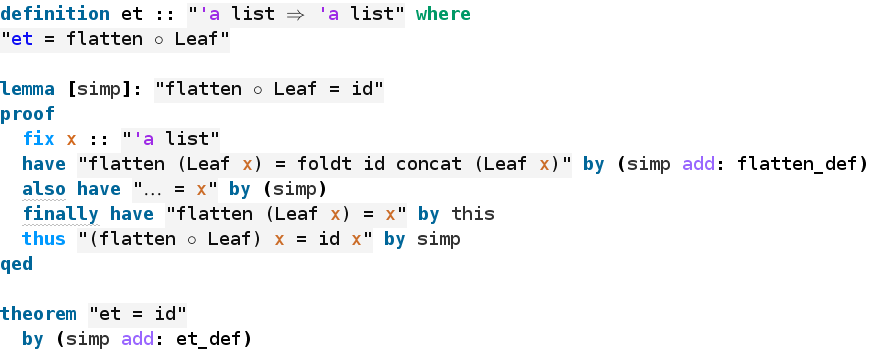 definition et :: "'a list ⇒ 'a list" where
"et = flatten ∘ Leaf"
lemma [simp]: "flatten ∘ Leaf = id"
proof
fix x :: "'a list"
have "flatten (Leaf x) = foldt id concat (Leaf x)" by (simp add: flatten_def)
also have "… = x" by (simp)
finally have "flatten (Leaf x) = x" by this
thus "(flatten ∘ Leaf) x = id x" by simp
qed
theorem "et = id"
by (simp add: et_def)